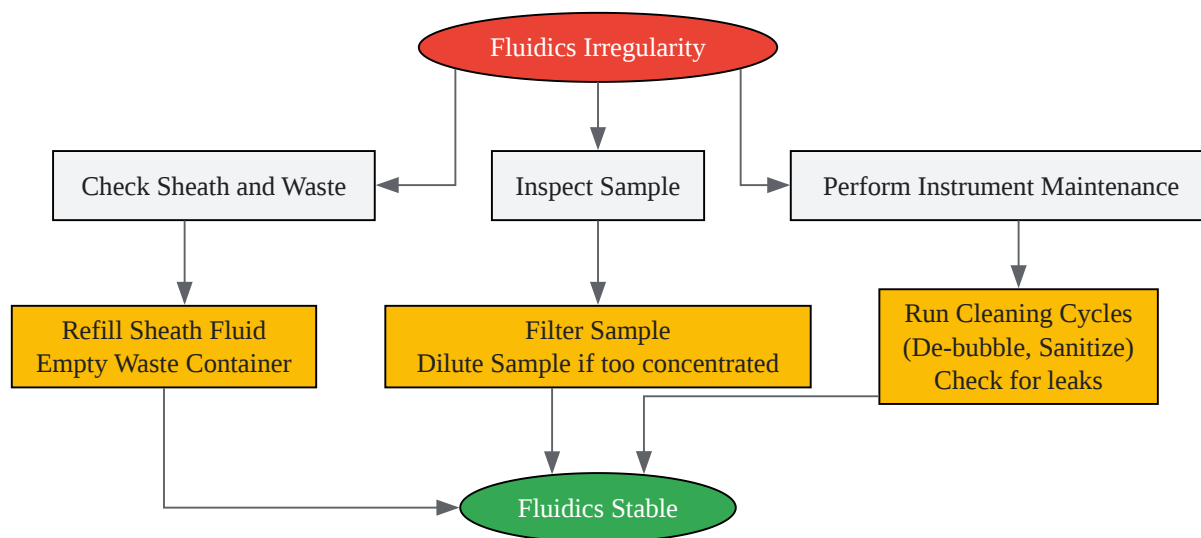 Fluidics Irregularity
Check Sheath and Waste
Inspect Sample
Perform Instrument Maintenance
Refill Sheath Fluid
Empty Waste Container
Filter Sample
Dilute Sample if too concentrated
Run Cleaning Cycles
(De-bubble, Sanitize)
Check for leaks
Fluidics Stable